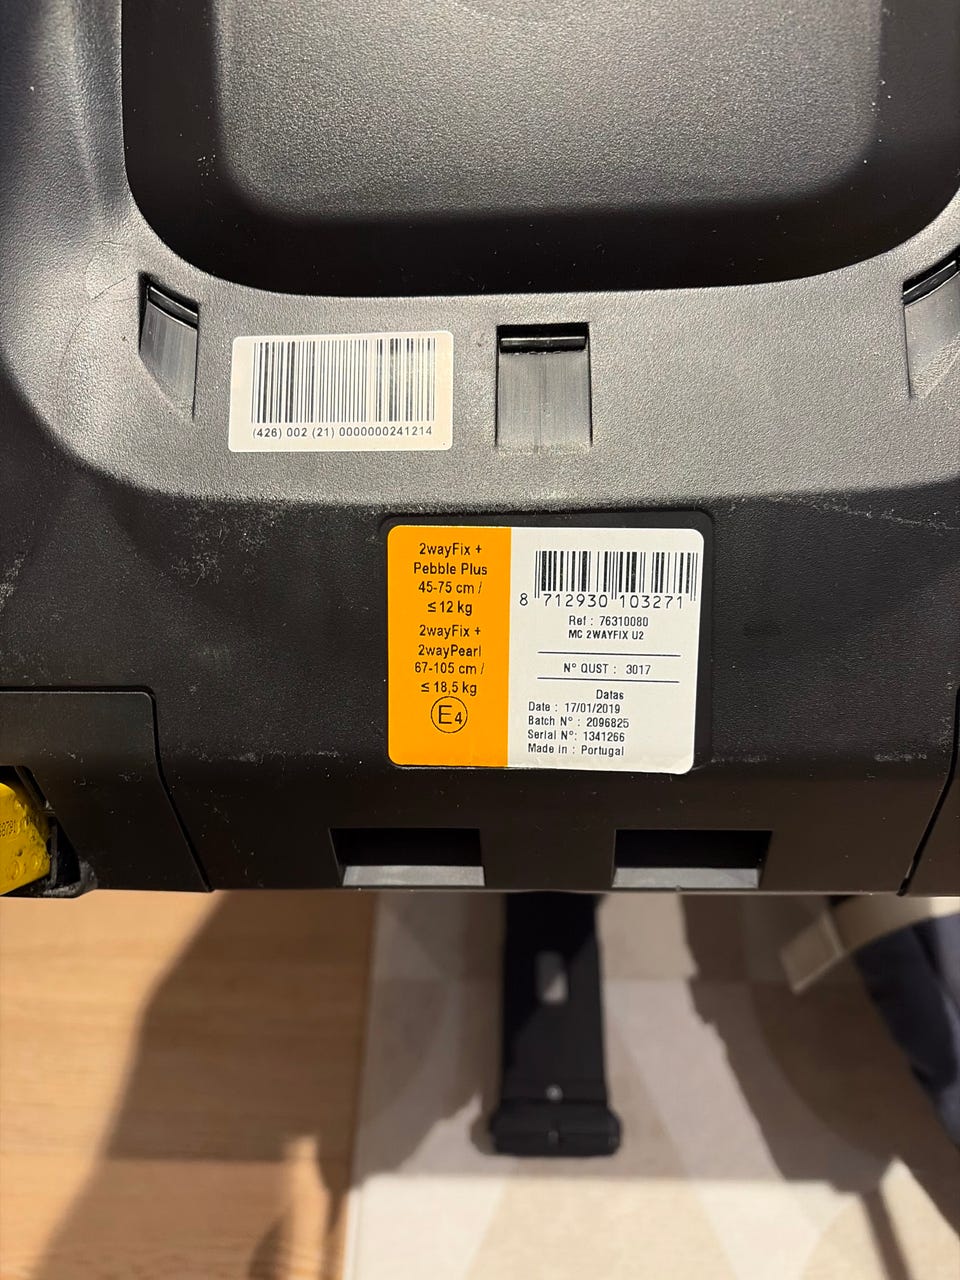 (426) 002 (21) 0000000241214
2wayFix +
Pebble Plus
45-75 cm /
≤12 kg
2wayFix +
2wayPearl
67-105 cm /
≤18,5 kg
E4
8 712930 103271
Ref : 76310080
MC 2WAYFIX U2
N° QUST : 3017
Datas
Date : 17/01/2019
Batch N° : 2096825
Serial N°: 1341266
Made in : Portugal